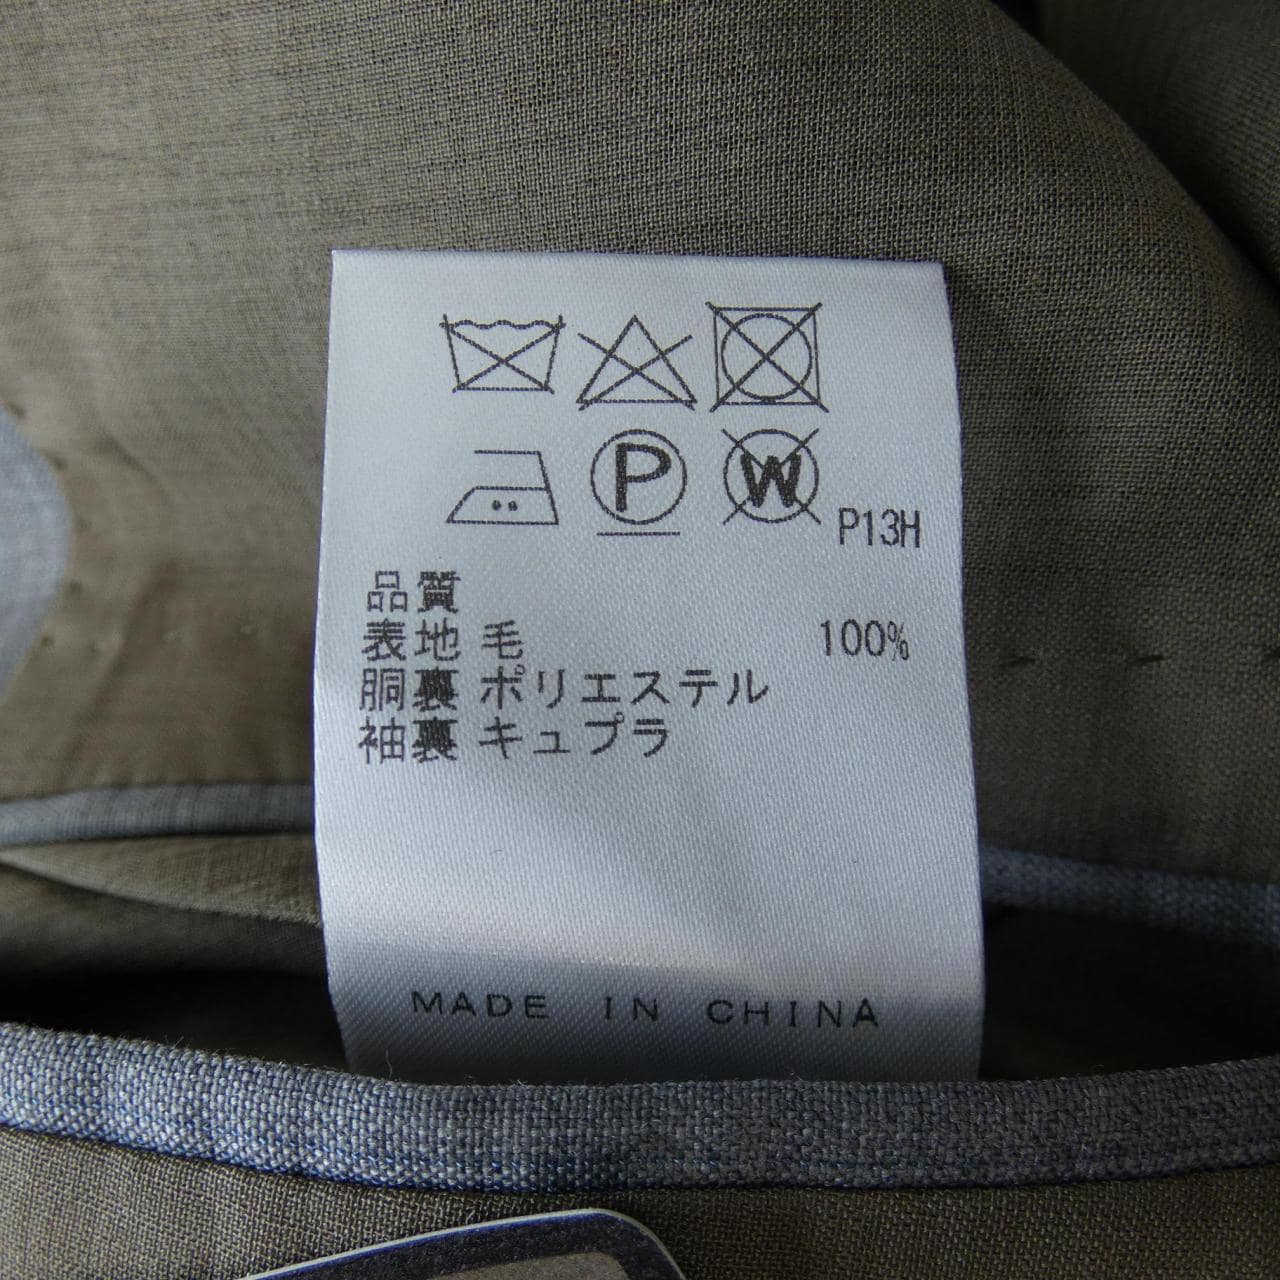 P
W
P13H
品質
表地 毛 100%
胴裏 ポリエステル
袖裏 キュプラ
MADE IN CHINA